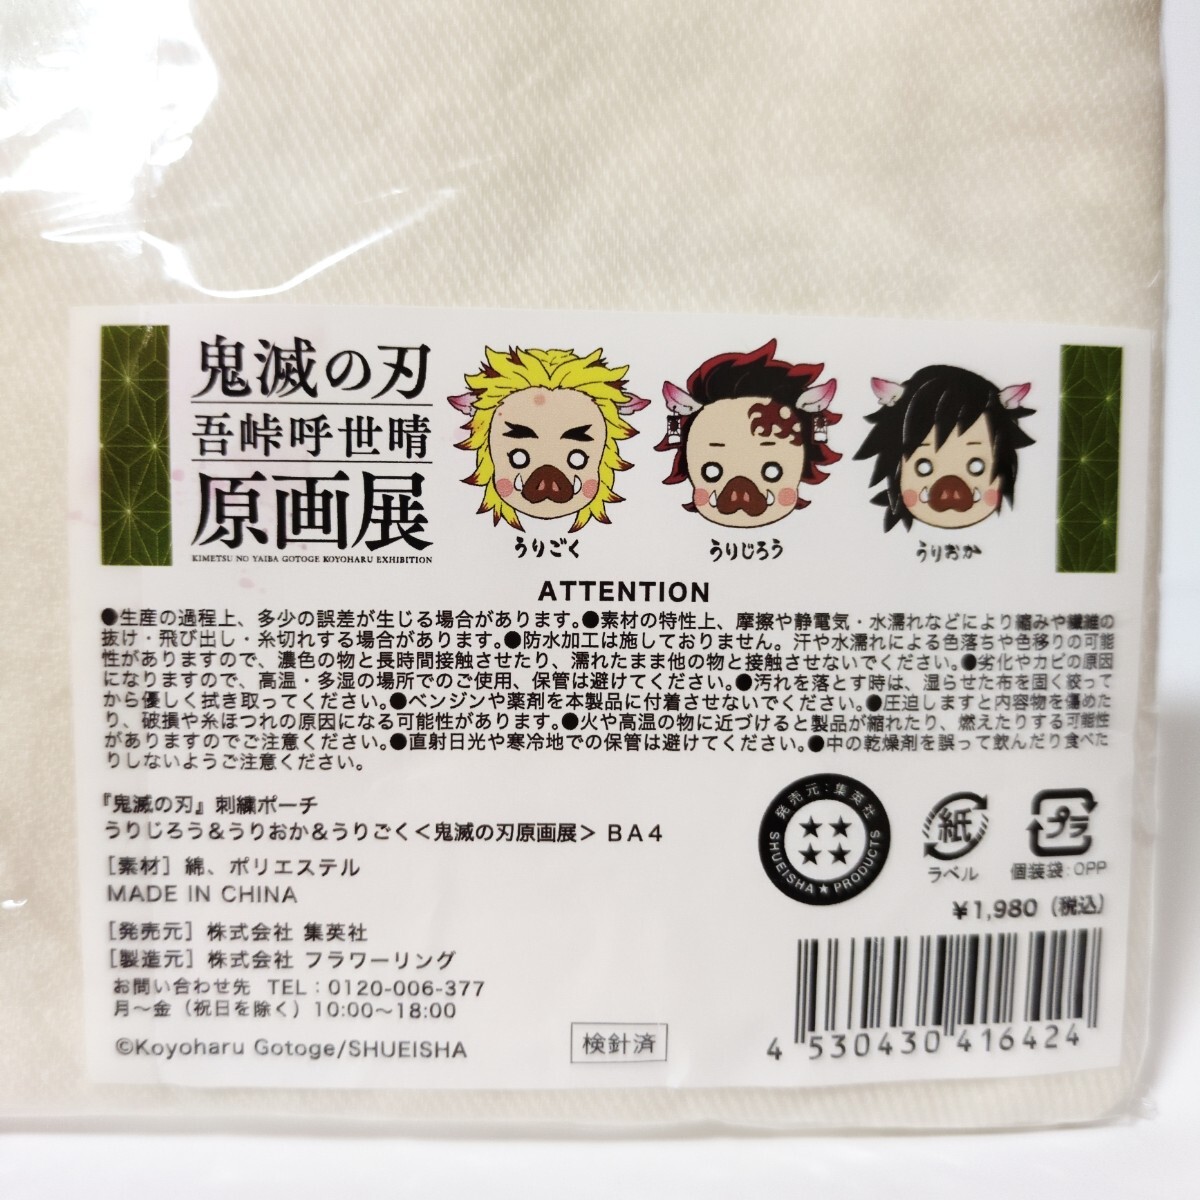 鬼滅の刃
吾峠呼世晴
原画展
KIMETSU NO YAIBA GOTOGE KOYOHARU EXHIBITION
うりごく
うりじろう
うりおか
ATTENTION
●生産の過程上、多少の誤差が生じる場合があります。●素材の特性上、摩擦や静電気・水濡れなどにより縮みや繊維の
抜け・飛び出し・糸切れする場合があります。●防水加工は施しておりません。汗や水濡れによる色落ちや色移りの可能
性がありますので、濃色の物と長時間接触させたり、濡れたまま他の物と接触させないでください。●劣化やカビの原因
になりますので、高温・多湿の場所でのご使用、保管は避けてください。●汚れを落とす時は、湿らせた布を固く絞って
から優しく拭き取ってください。●ベンジンや薬剤を本製品に付着させないでください。●圧迫しますと内容物を傷めた
り、破損や糸ほつれの原因になる可能性があります。●火や高温の物に近づけると製品が縮れたり、燃えたりする可能性
がありますのでご注意ください。●直射日光や寒冷地での保管は避けてください。●中の乾燥剤を誤って飲んだり食べた
りしないようご注意ください。
『鬼滅の刃』刺繍ポーチ
うりじろう＆うりおか＆うりごく＜鬼滅の刃原画展＞ BA4
［素材］綿、ポリエステル
MADE IN CHINA
［発売元］株式会社 集英社
［製造元］株式会社 フラワーリング
お問い合わせ先 TEL：0120-006-377
月～金（祝日を除く）10:00～18:00
©Koyoharu Gotoge/SHUEISHA
検針済
発売元：集英社
SHUEISHA★PRODUCTS
紙
ラベル
プラ
個装袋：OPP
¥1,980（税込）
4 530430 416424